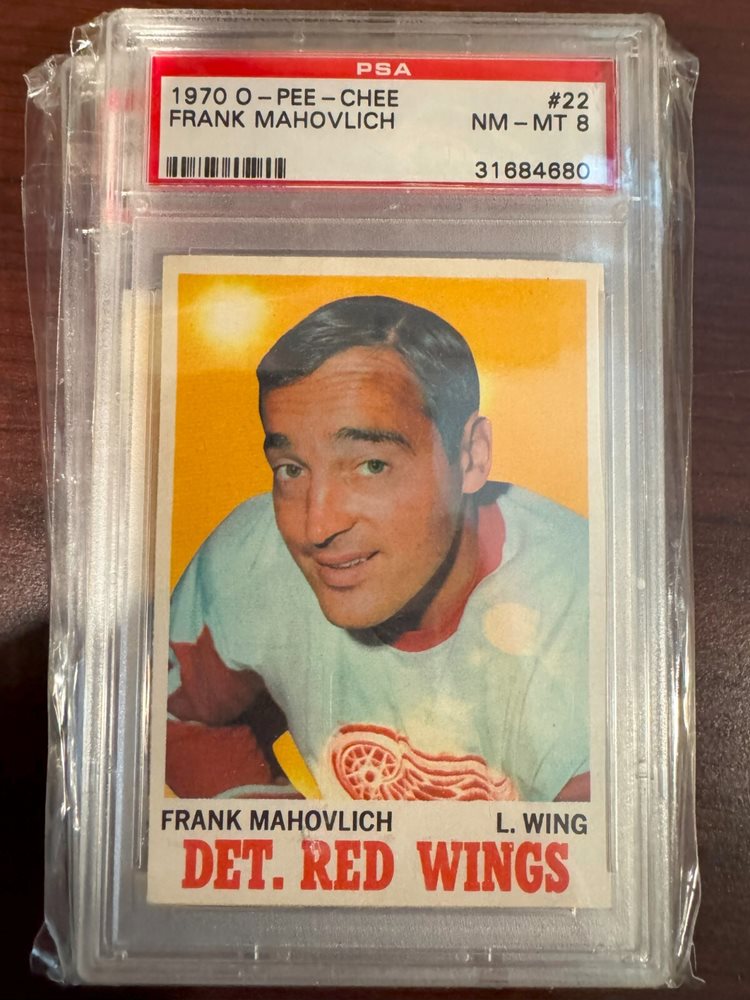 PSA
1970 O-PEE-CHEE #22
FRANK MAHOVLICH NM-MT 8
31684680
FRANK MAHOVLICH L. WING
DET. RED WINGS